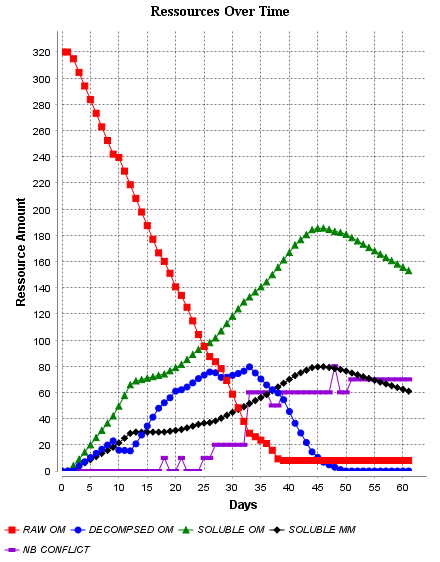 Ressources Over Time
Ressource Amount
320
300
280
260
240
220
200
180
160
140
120
100
80
60
40
20
0
0 5 10 15 20 25 30 35 40 45 50 55 60
Days
RAW OM DECOMPSED OM SOLUBLE OM SOLUBLE MM
NB CONFLICT